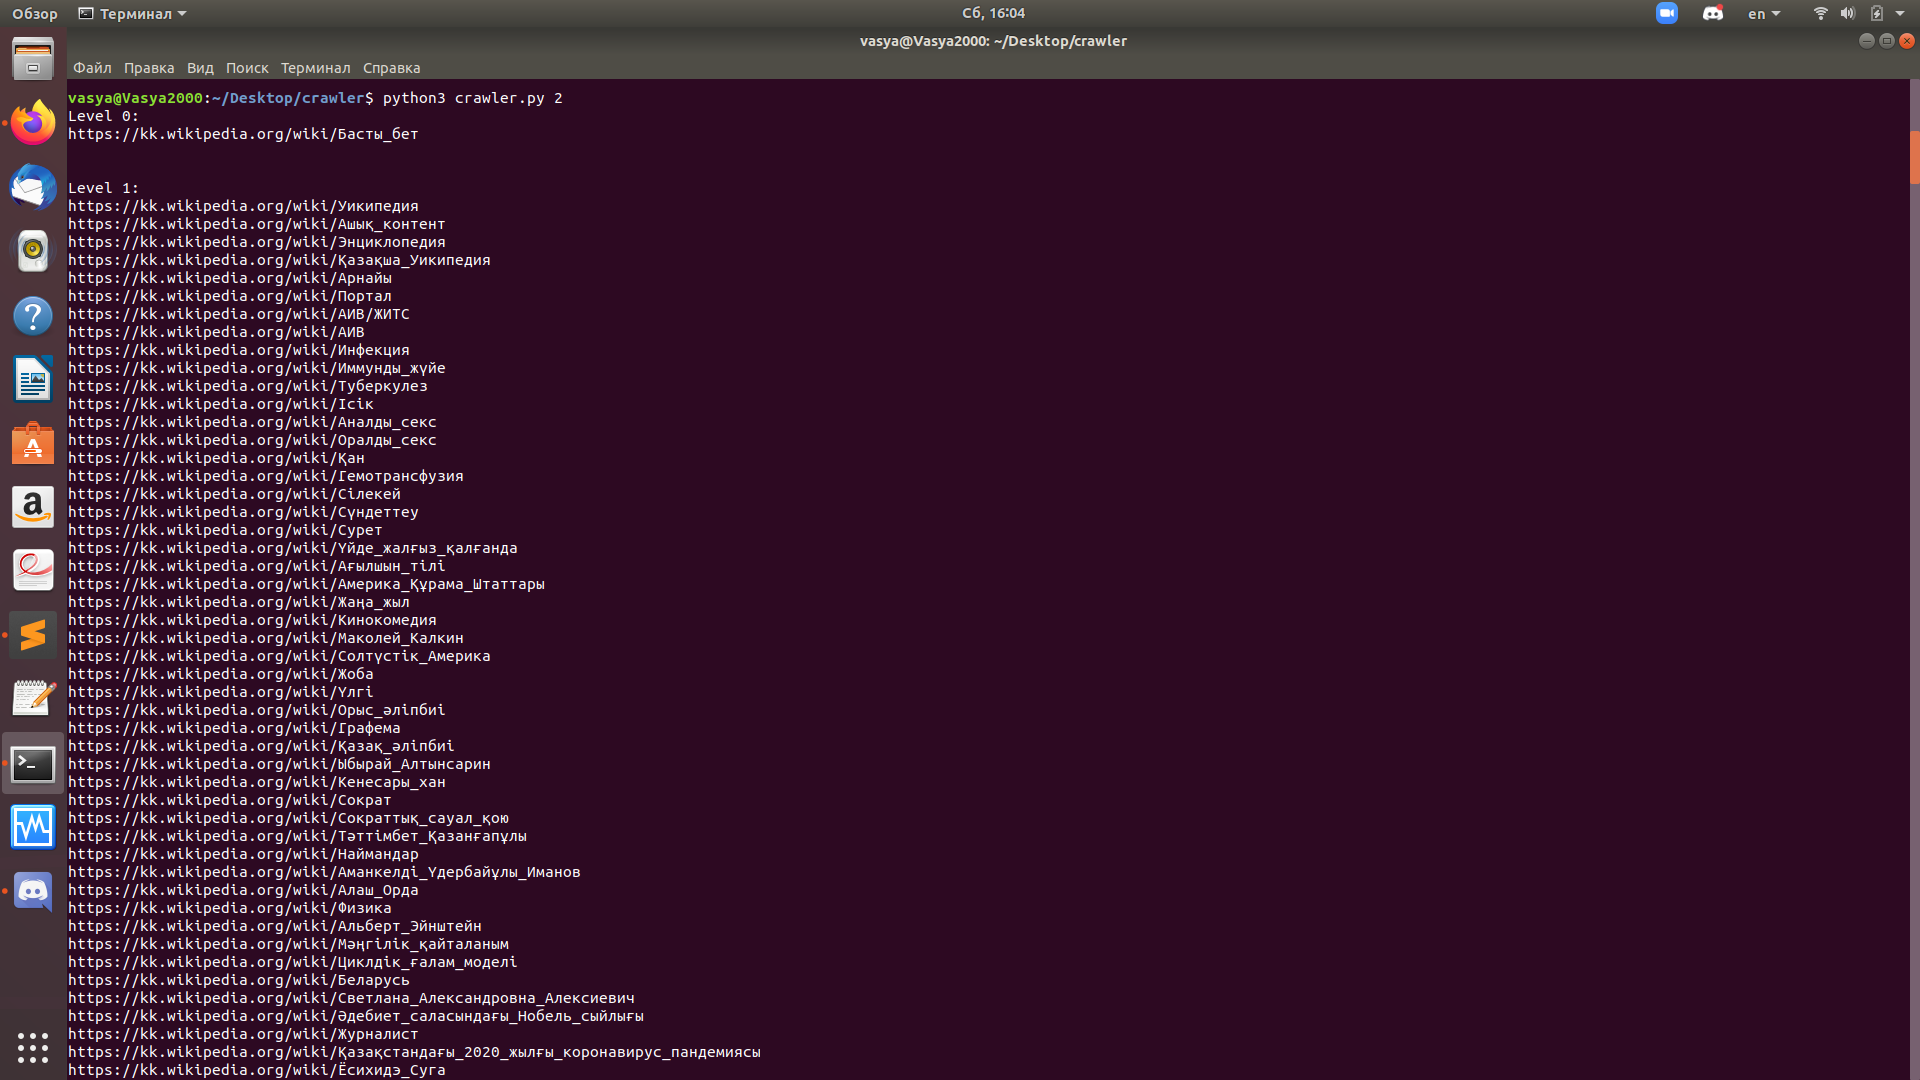 Обзор Терминал Сб, 16:04 en
vasya@Vasya2000: ~/Desktop/crawler
Файл Правка Вид Поиск Терминал Справка
vasya@Vasya2000:~/Desktop/crawler$ python3 crawler.py 2
Level 0:
https://kk.wikipedia.org/wiki/Басты_бет
Level 1:
https://kk.wikipedia.org/wiki/Уикипедия
https://kk.wikipedia.org/wiki/Ашық_контент
https://kk.wikipedia.org/wiki/Энциклопедия
https://kk.wikipedia.org/wiki/Қазақша_Уикипедия
https://kk.wikipedia.org/wiki/Арнайы
https://kk.wikipedia.org/wiki/Портал
https://kk.wikipedia.org/wiki/АИВ/ЖИТС
https://kk.wikipedia.org/wiki/АИВ
https://kk.wikipedia.org/wiki/Инфекция
https://kk.wikipedia.org/wiki/Иммунды_жүйе
https://kk.wikipedia.org/wiki/Туберкулез
https://kk.wikipedia.org/wiki/Ісік
https://kk.wikipedia.org/wiki/Аналды_секс
https://kk.wikipedia.org/wiki/Оралды_секс
https://kk.wikipedia.org/wiki/Қан
https://kk.wikipedia.org/wiki/Гемотрансфузия
https://kk.wikipedia.org/wiki/Сілекей
https://kk.wikipedia.org/wiki/Сүндеттеу
https://kk.wikipedia.org/wiki/Сурет
https://kk.wikipedia.org/wiki/Үйде_жалғыз_қалғанда
https://kk.wikipedia.org/wiki/Ағылшын_тілі
https://kk.wikipedia.org/wiki/Америка_Құрама_Штаттары
https://kk.wikipedia.org/wiki/Жаңа_жыл
https://kk.wikipedia.org/wiki/Кинокомедия
https://kk.wikipedia.org/wiki/Маколей_Калкин
https://kk.wikipedia.org/wiki/Солтүстік_Америка
https://kk.wikipedia.org/wiki/Жоба
https://kk.wikipedia.org/wiki/Үлгі
https://kk.wikipedia.org/wiki/Орыс_әліпбиі
https://kk.wikipedia.org/wiki/Графема
https://kk.wikipedia.org/wiki/Қазақ_әліпбиі
https://kk.wikipedia.org/wiki/Ыбырай_Алтынсарин
https://kk.wikipedia.org/wiki/Кенесары_хан
https://kk.wikipedia.org/wiki/Сократ
https://kk.wikipedia.org/wiki/Сократтық_сауал_қою
https://kk.wikipedia.org/wiki/Тәттімбет_Қазанғапұлы
https://kk.wikipedia.org/wiki/Наймандар
https://kk.wikipedia.org/wiki/Аманкелді_Үдербайұлы_Иманов
https://kk.wikipedia.org/wiki/Алаш_Орда
https://kk.wikipedia.org/wiki/Физика
https://kk.wikipedia.org/wiki/Альберт_Эйнштейн
https://kk.wikipedia.org/wiki/Мәңгілік_қайталаным
https://kk.wikipedia.org/wiki/Циклдік_ғалам_моделі
https://kk.wikipedia.org/wiki/Беларусь
https://kk.wikipedia.org/wiki/Светлана_Александровна_Алексиевич
https://kk.wikipedia.org/wiki/Әдебиет_саласындағы_Нобель_сыйлығы
https://kk.wikipedia.org/wiki/Журналист
https://kk.wikipedia.org/wiki/Қазақстандағы_2020_жылғы_коронавирус_пандемиясы
https://kk.wikipedia.org/wiki/Ёсихидэ_Суга